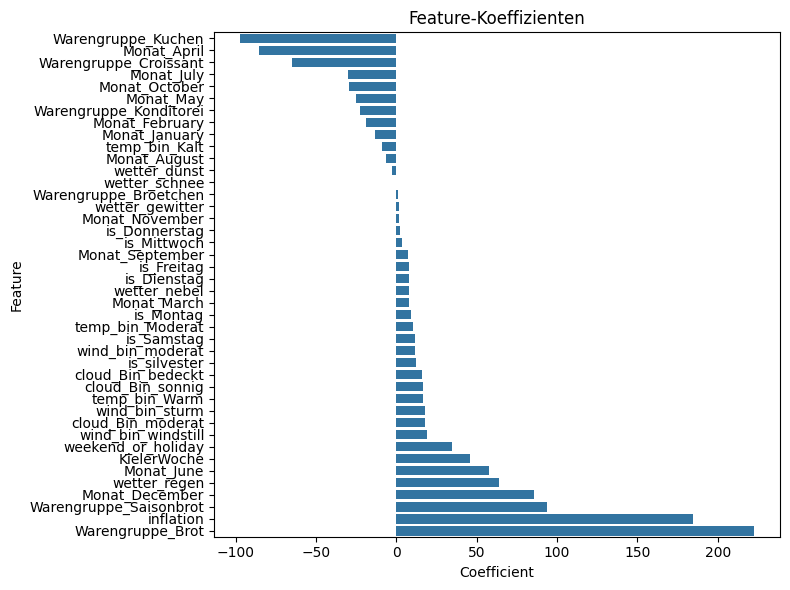 Feature-Koeffizienten
Warengruppe_Kuchen
Monat_April
Warengruppe_Croissant
Monat_July
Monat_October
Monat_May
Warengruppe_Konditorei
Monat_February
Monat_January
temp_bin_Kalt
Monat_August
wetter_dunst
wetter_schnee
Warengruppe_Broetchen
wetter_gewitter
Monat_November
is_Donnerstag
is_Mittwoch
Monat_September
is_Freitag
is_Dienstag
wetter_nebel
Monat_March
is_Montag
temp_bin_Moderat
is_Samstag
wind_bin_moderat
is_silvester
cloud_Bin_bedeckt
cloud_Bin_sonnig
temp_bin_Warm
wind_bin_sturm
cloud_Bin_moderat
wind_bin_windstill
weekend_or_holiday
KielerWoche
Monat_June
wetter_regen
Monat_December
Warengruppe_Saisonbrot
inflation
Warengruppe_Brot
Feature
−100 −50 0 50 100 150 200
Coefficient